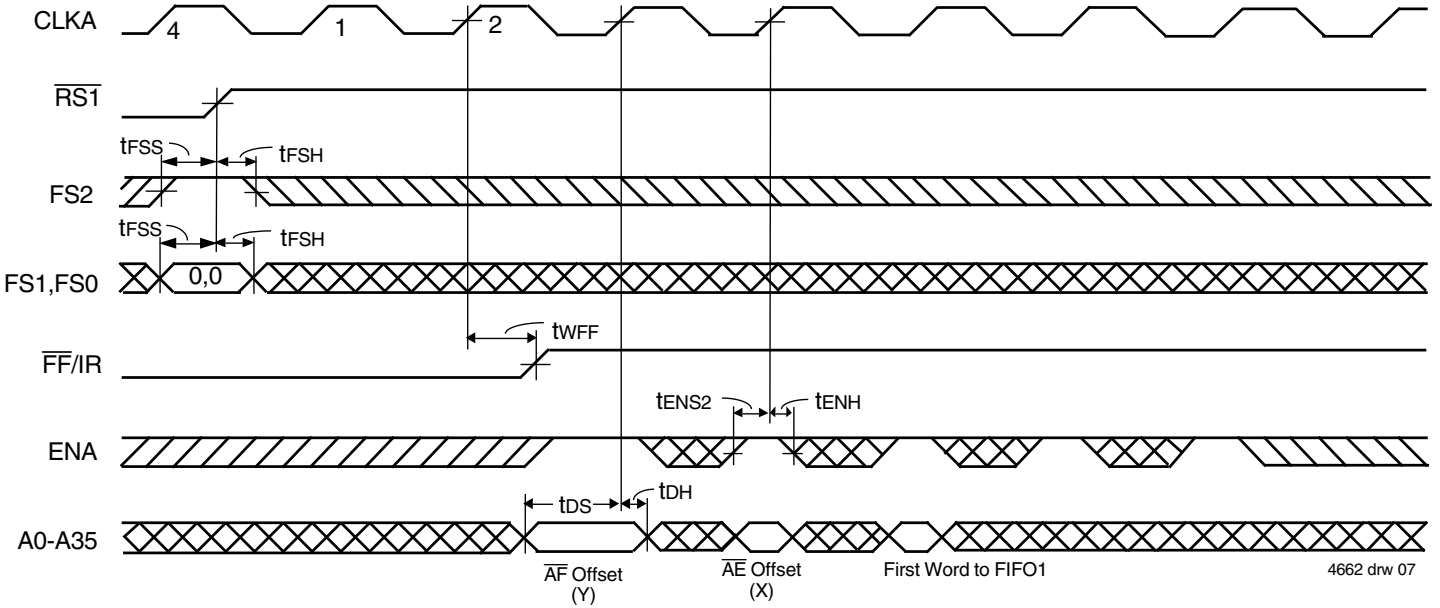 CLKA
4 1 2
RS1
tFSS tFSH
FS2
tFSS tFSH
FS1,FS0 0,0
tWFF
FF/IR
tENS2 tENH
ENA
tDS tDH
A0-A35
AF Offset
(Y)
AE Offset
(X)
First Word to FIFO1
4662 drw 07